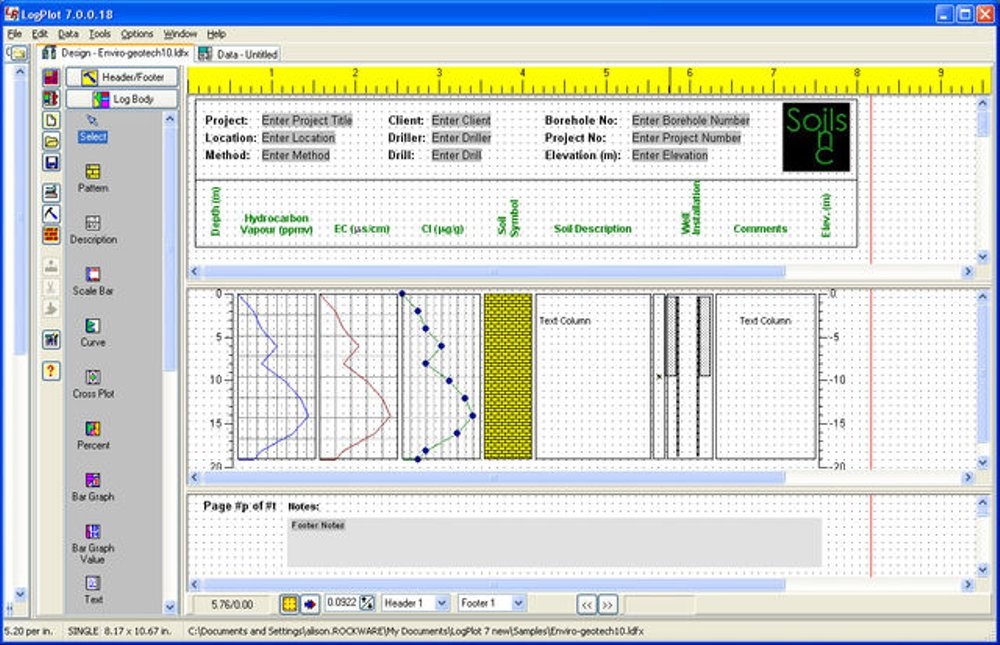 LogPlot 7.0.0.18
File Edit Data Tools Options Window Help
Design - Enviro-geotech10.ldfx Data - Untitled
Header/Footer
Log Body
Select
Pattern
Description
Scale Bar
Curve
Cross Plot
Percent
Bar Graph
Bar Graph
Value
Text
1 2 3 4 5 6 7 8 9
Project: Enter Project Title Client: Enter Client Borehole No: Enter Borehole Number
Location: Enter Location Driller: Enter Driller Project No: Enter Project Number
Method: Enter Method Drill: Enter Drill Elevation (m): Enter Elevation
Soils
Inc
Depth (m)
Hydrocarbon
Vapour (ppmv)
EC (µs/cm)
Cl (µg/g)
Soil
Symbol
Soil Description
Well
Installation
Comments
Elev. (m)
0 0
5 -5
10 -10
15 -15
20 -20
Text Column Text Column
Page #p of #t Notes:
Footer Notes
5.76/0.00 0.0922 Header 1 Footer 1 << >>
5.20 per in. SINGLE: 8.17 x 10.67 in. C:\Documents and Settings\alison.ROCKWARE\My Documents\LogPlot 7 new\Samples\Enviro-geotech10.ldfx